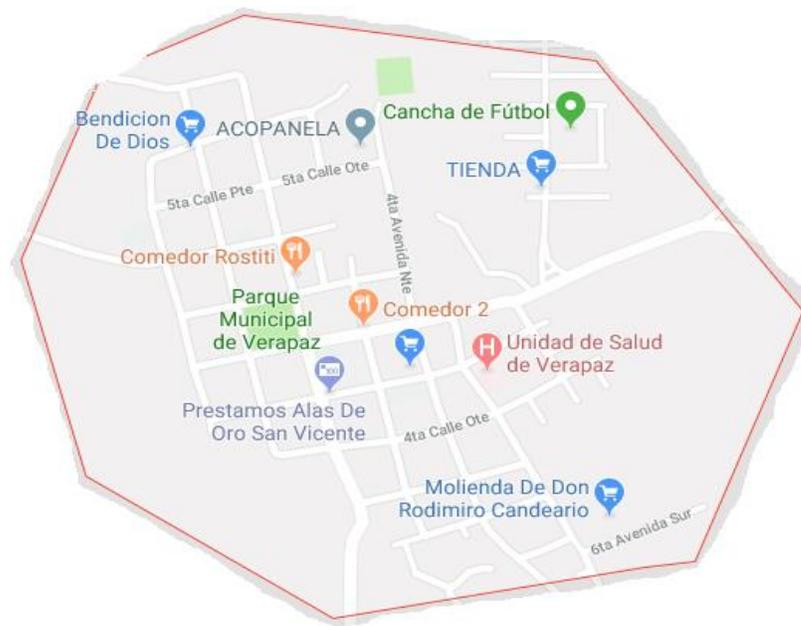 Bendicion
De Dios
ACOPANELA
Cancha de Fútbol
TIENDA
5ta Calle Pte
5ta Calle Ote
4ta Avenida Nte
Comedor Rostiti
Parque
Municipal
de Verapaz
Comedor 2
Unidad de Salud
de Verapaz
H
Prestamos Alas De
Oro San Vicente
4ta Calle Ote
Molienda De Don
Rodimiro Candeario
6ta Avenida Sur